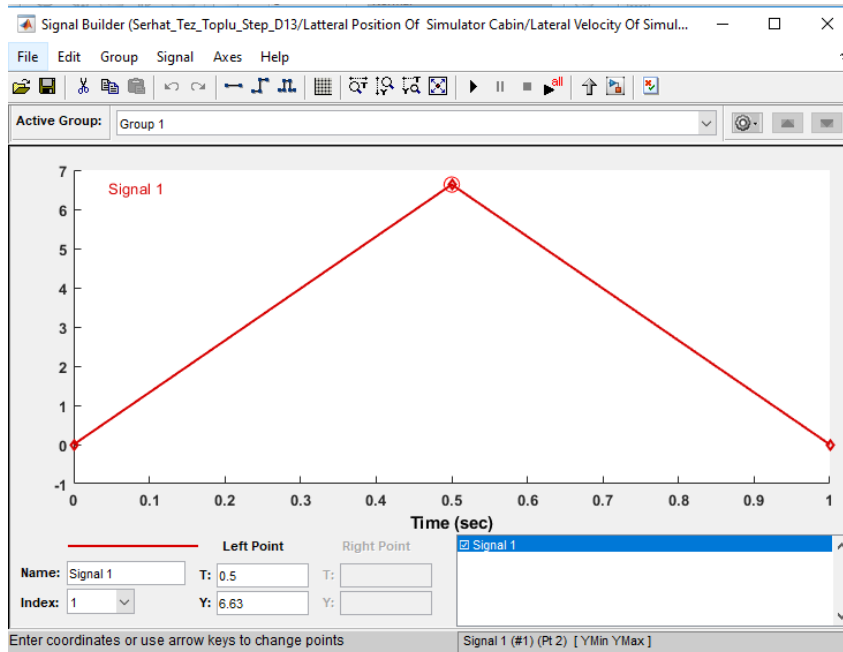 Signal Builder (Serhat_Tez_Toplu_Step_D13/Latteral Position Of Simulator Cabin/Lateral Velocity Of Simul...
File Edit Group Signal Axes Help
all
Active Group: Group 1
Signal 1
7
6
5
4
3
2
1
0
-1
0 0.1 0.2 0.3 0.4 0.5 0.6 0.7 0.8 0.9 1
Time (sec)
Left Point Right Point
Signal 1
Name: Signal 1 T: 0.5 T:
Index: 1 Y: 6.63 Y:
Enter coordinates or use arrow keys to change points Signal 1 (#1) (Pt 2) [ YMin YMax ]